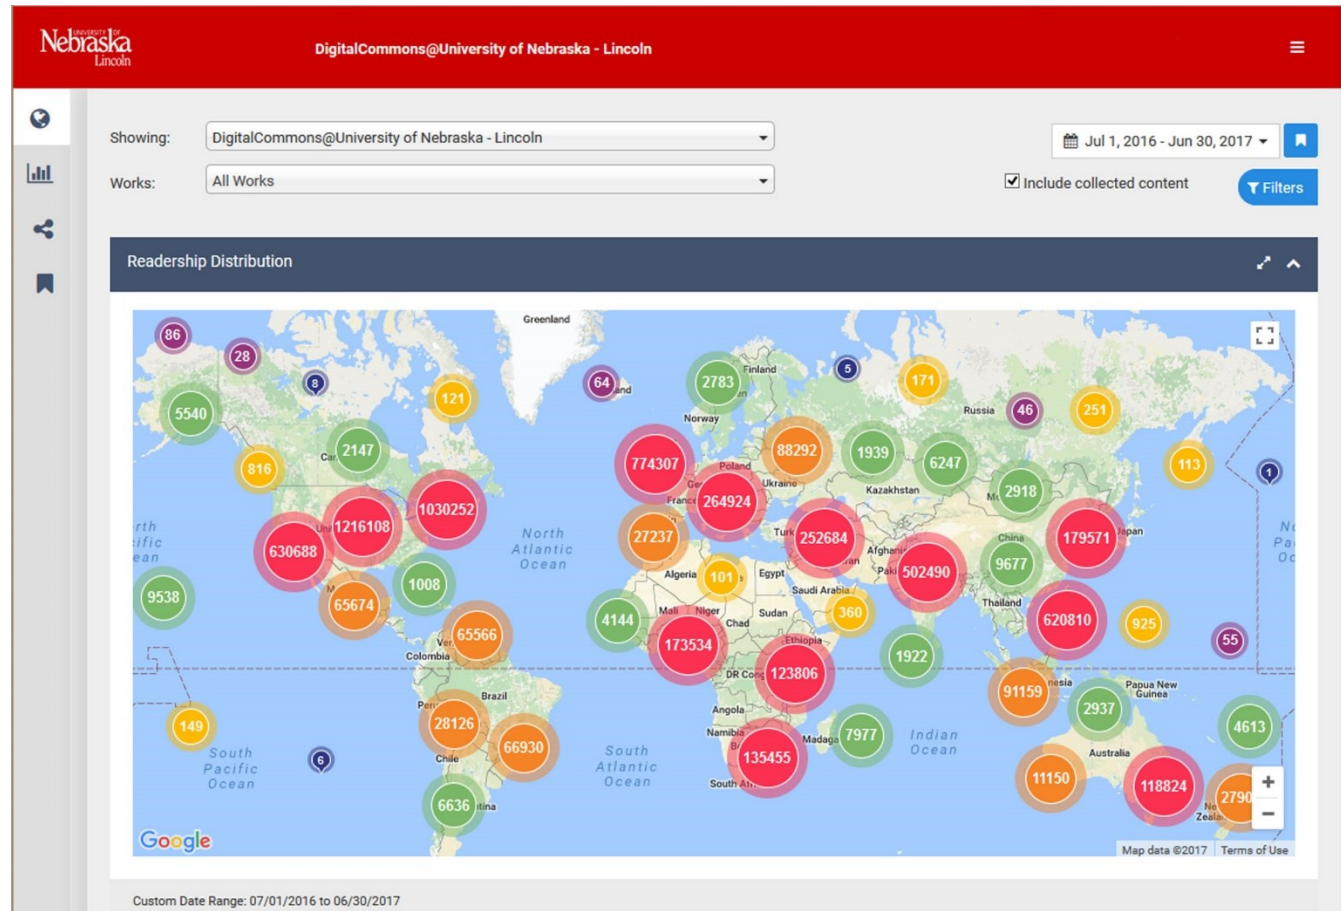 UNIVERSITY OF
Nebraska
Lincoln
DigitalCommons@University of Nebraska - Lincoln
Showing: DigitalCommons@University of Nebraska - Lincoln
Jul 1, 2016 - Jun 30, 2017
Works: All Works
Include collected content
Filters
Readership Distribution
Greenland
86
28
8
5
64
2783
Finland
171
121
5540
Norway
Russia
46
251
816
2147
774307
Poland
88292
1939
6247
113
1
Ukraine
France
264924
Kazakhstan
2918
1030252
1216108
630688
North
Atlantic
Ocean
27237
252684
China
179571
Japan
502490
9677
Algeria
101
Egypt
Saudi Arabia
1008
9538
65674
4144
Mali
Niger
Chad
Sudan
360
Thailand
620810
925
55
65566
Colombia
173534
Ethiopia
1922
123806
91159
Papua New
Guinea
Brazil
Angola
2937
149
28126
Chile
66930
Namibia
7977
Indian
Ocean
4613
South
Pacific
Ocean
6
South
Atlantic
Ocean
135455
Australia
11150
118824
6636
Google
Map data ©2017
Terms of Use
Custom Date Range: 07/01/2016 to 06/30/2017